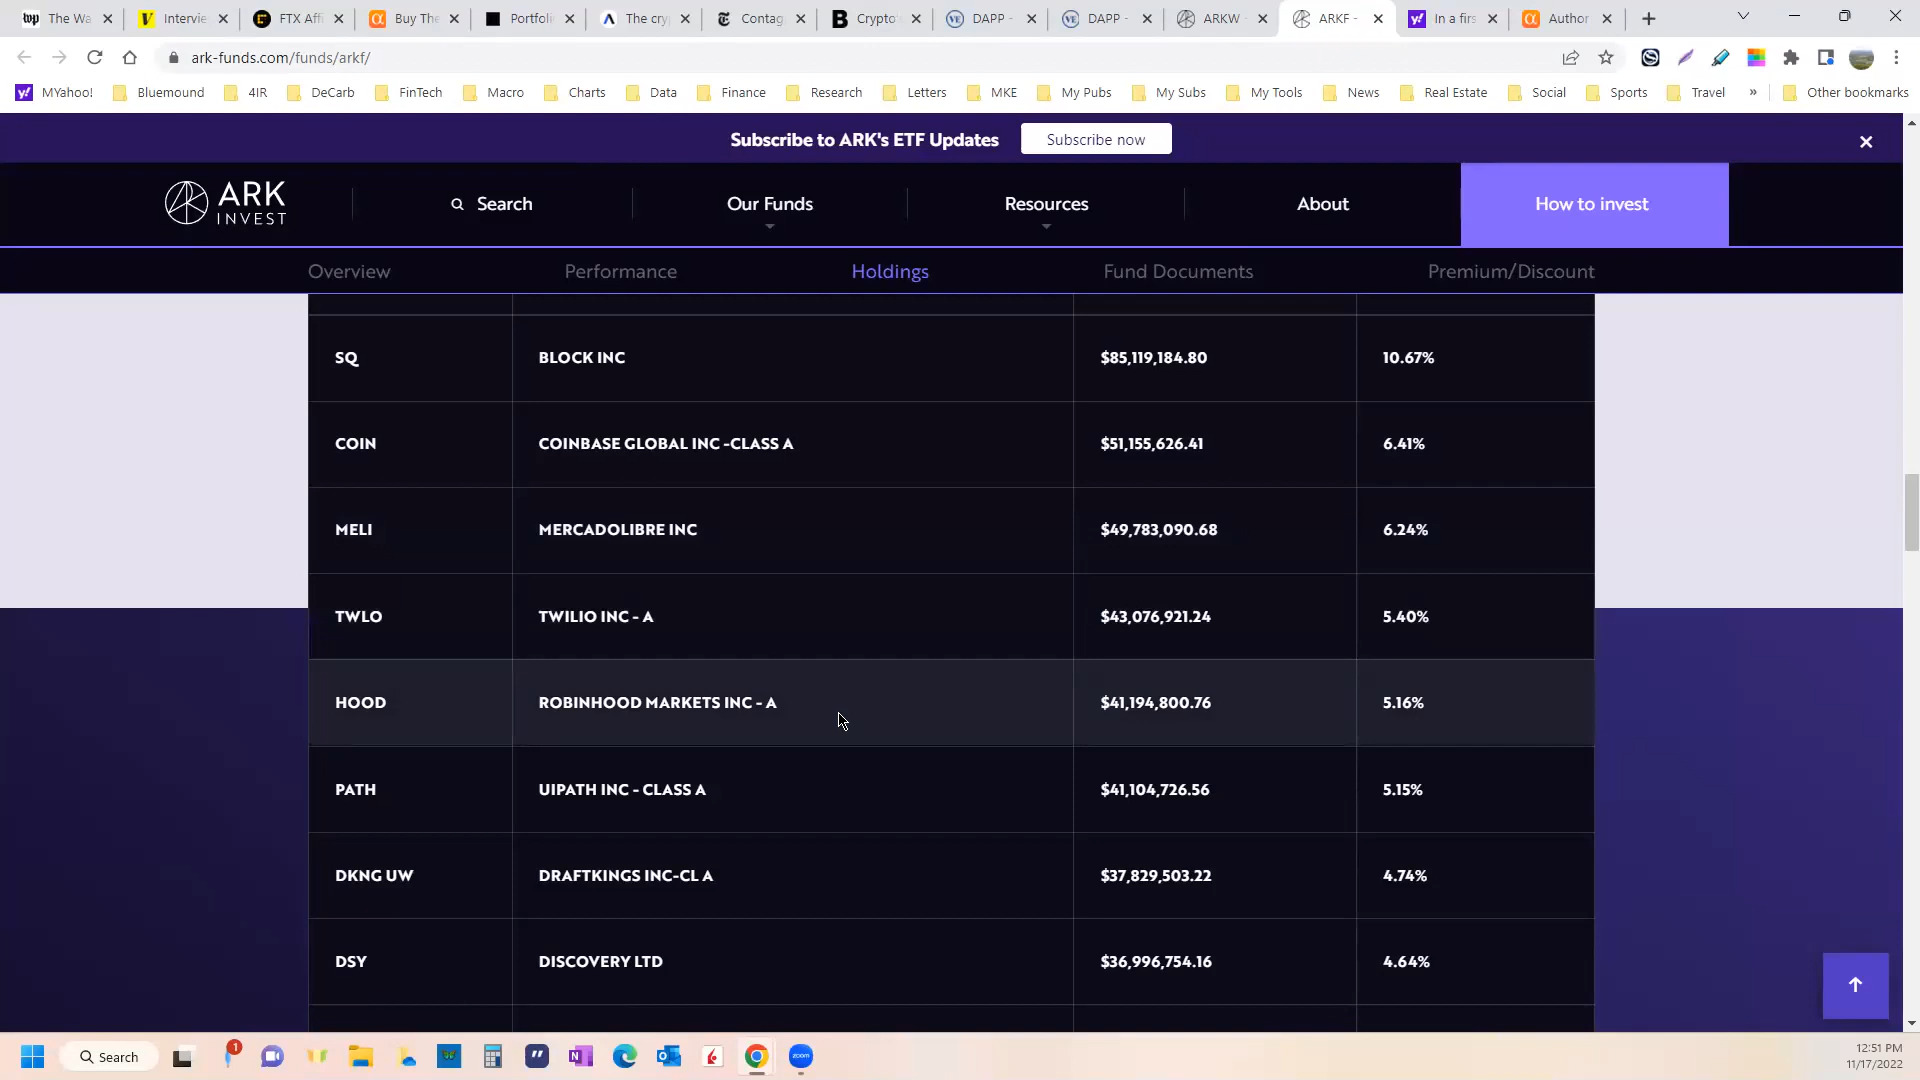 The Wa
Intervie
FTX Affi
Buy The
Portfoli
The cry
Contag
Crypto'
DAPP -
DAPP -
ARKW
ARKF -
In a firs
Author
ark-funds.com/funds/arkf/
MYahoo!
Bluemound
4IR
DeCarb
FinTech
Macro
Charts
Data
Finance
Research
Letters
MKE
My Pubs
My Subs
My Tools
News
Real Estate
Social
Sports
Travel
»
Other bookmarks
Subscribe to ARK's ETF Updates
Subscribe now
ARK
INVEST
Search
Our Funds
Resources
About
How to invest
Overview
Performance
Holdings
Fund Documents
Premium/Discount
SQ BLOCK INC $85,119,184.80 10.67%
COIN COINBASE GLOBAL INC -CLASS A $51,155,626.41 6.41%
MELI MERCADOLIBRE INC $49,783,090.68 6.24%
TWLO TWILIO INC - A $43,076,921.24 5.40%
HOOD ROBINHOOD MARKETS INC - A $41,194,800.76 5.16%
PATH UIPATH INC - CLASS A $41,104,726.56 5.15%
DKNG UW DRAFTKINGS INC-CL A $37,829,503.22 4.74%
DSY DISCOVERY LTD $36,996,754.16 4.64%
Search
1
zoom
12:51 PM
11/17/2022